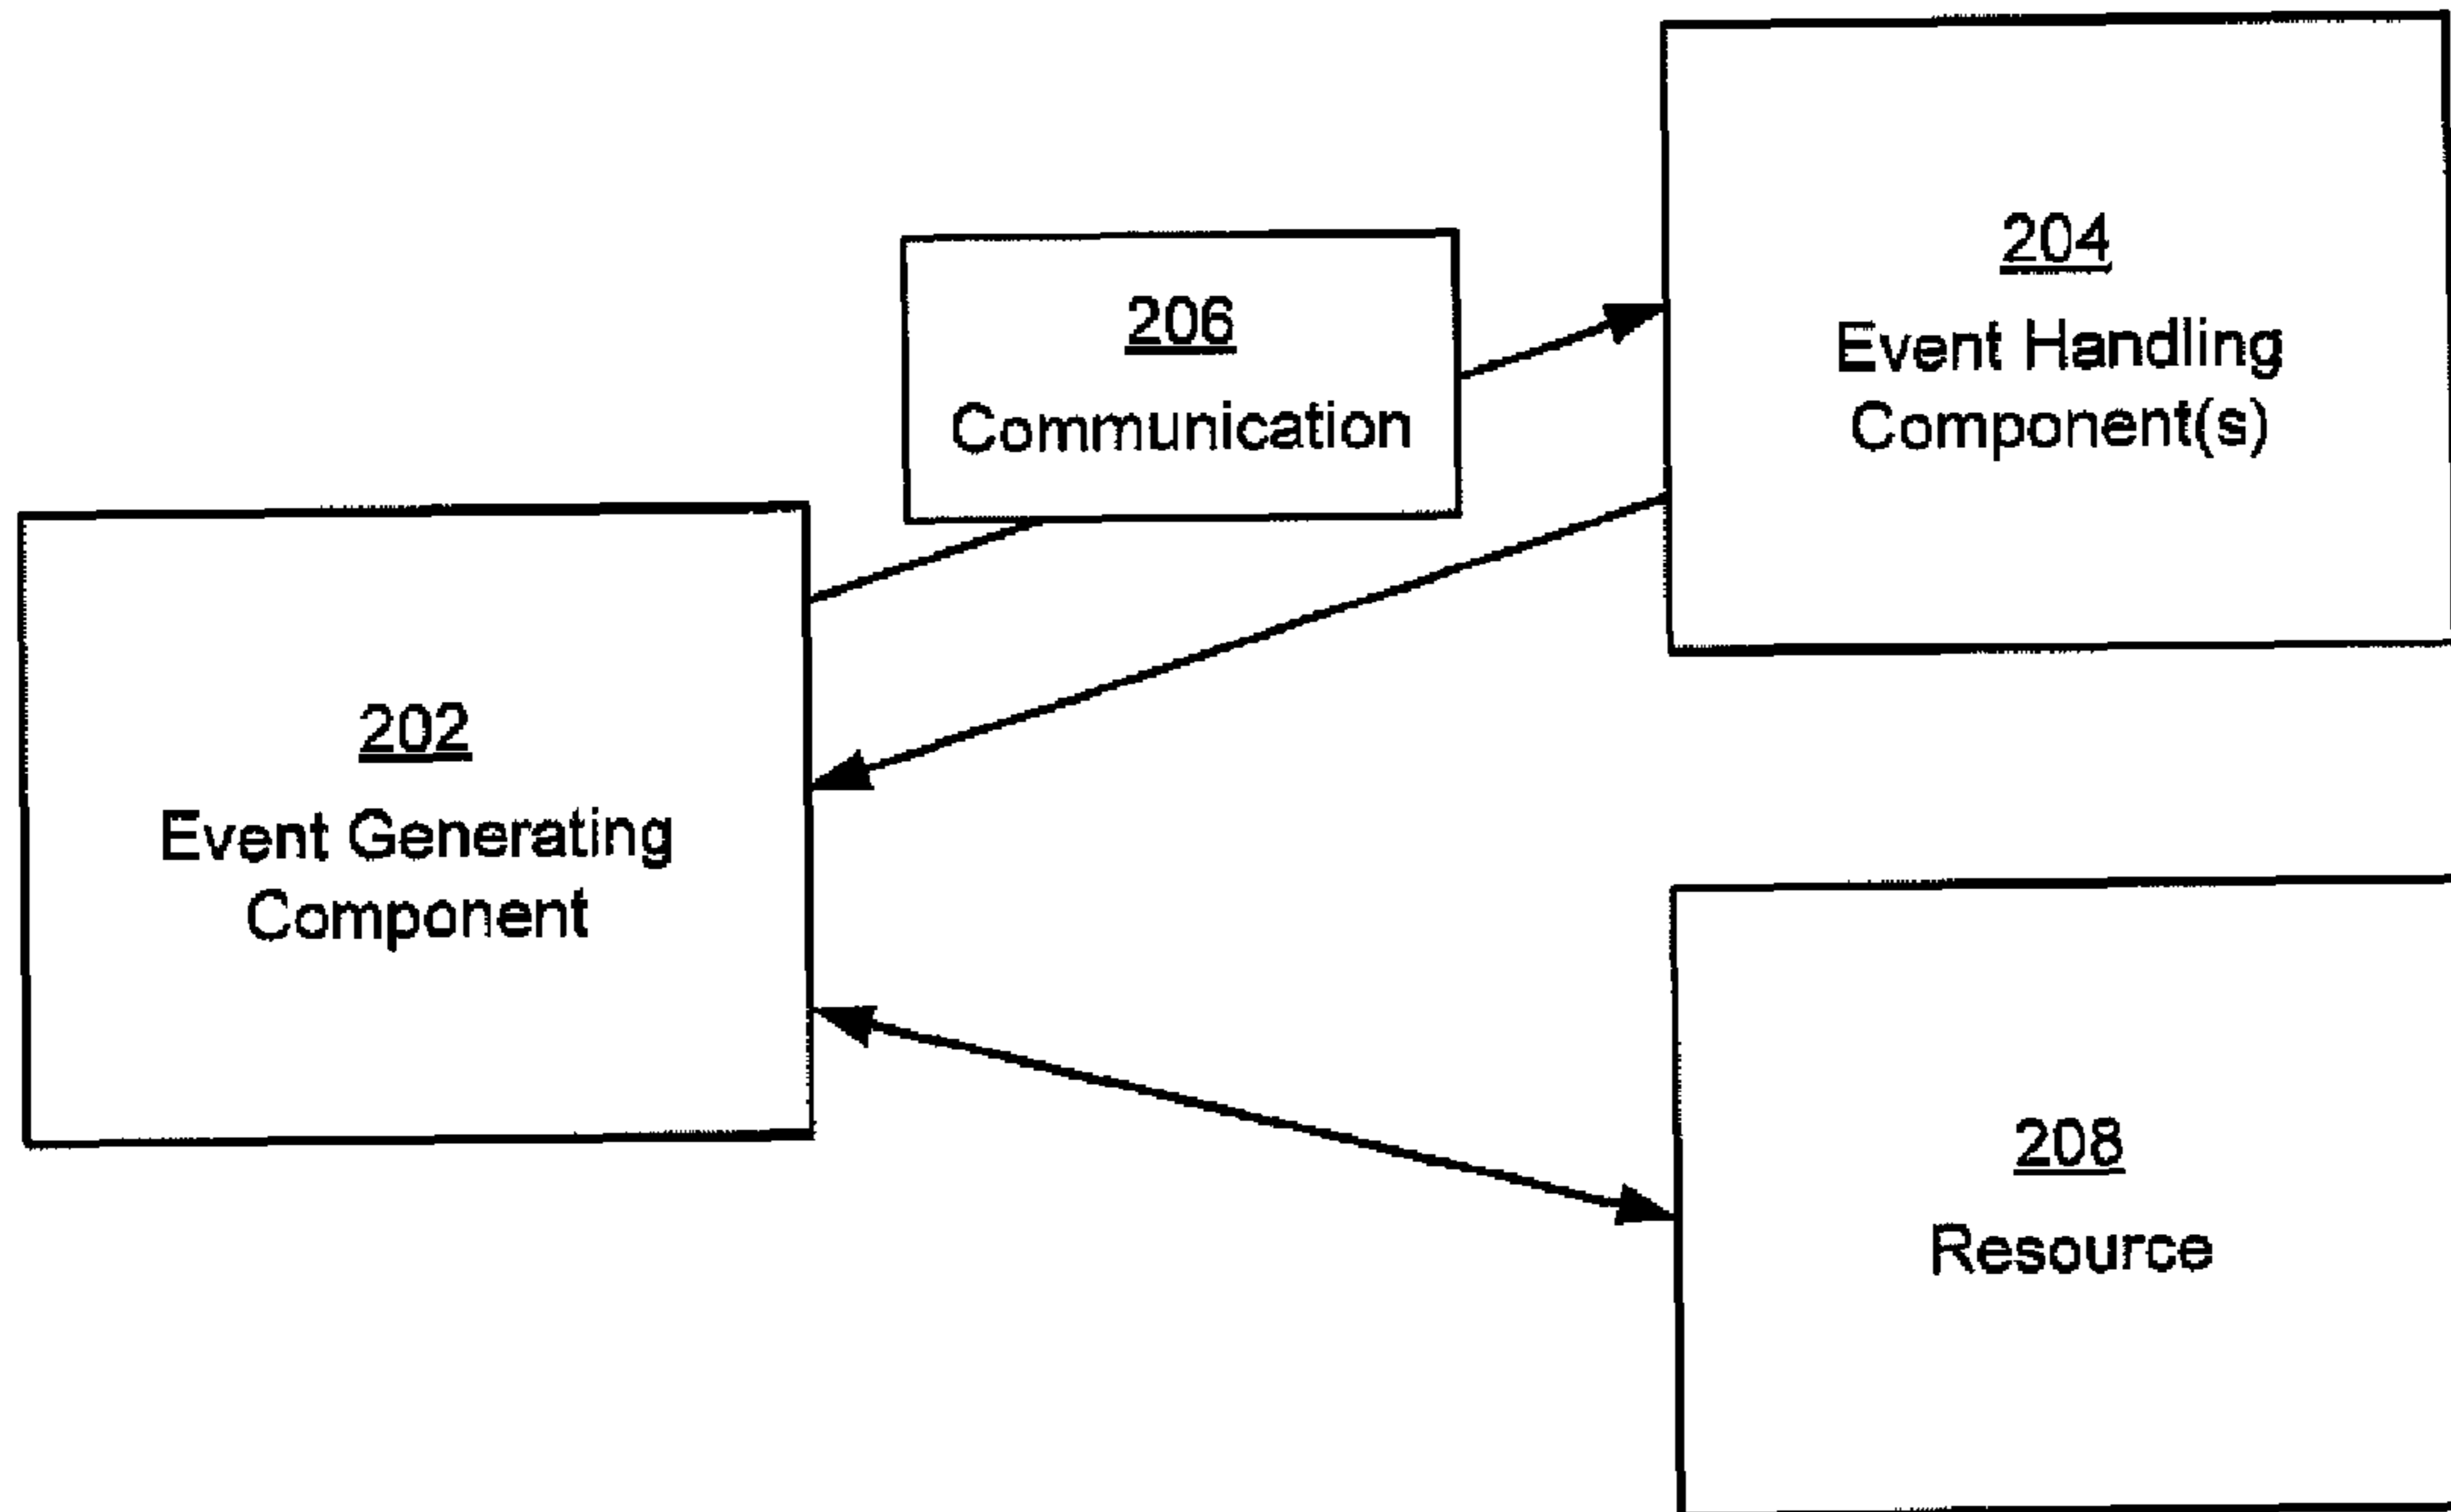 204
Event Handling
Component(s)
206
Communication
202
Event Generating
Component
208
Resource